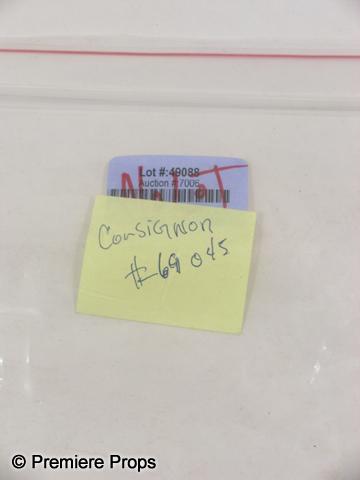 Lot #:49088
Auction #:7006
Consignon
#69045
© Premiere Props